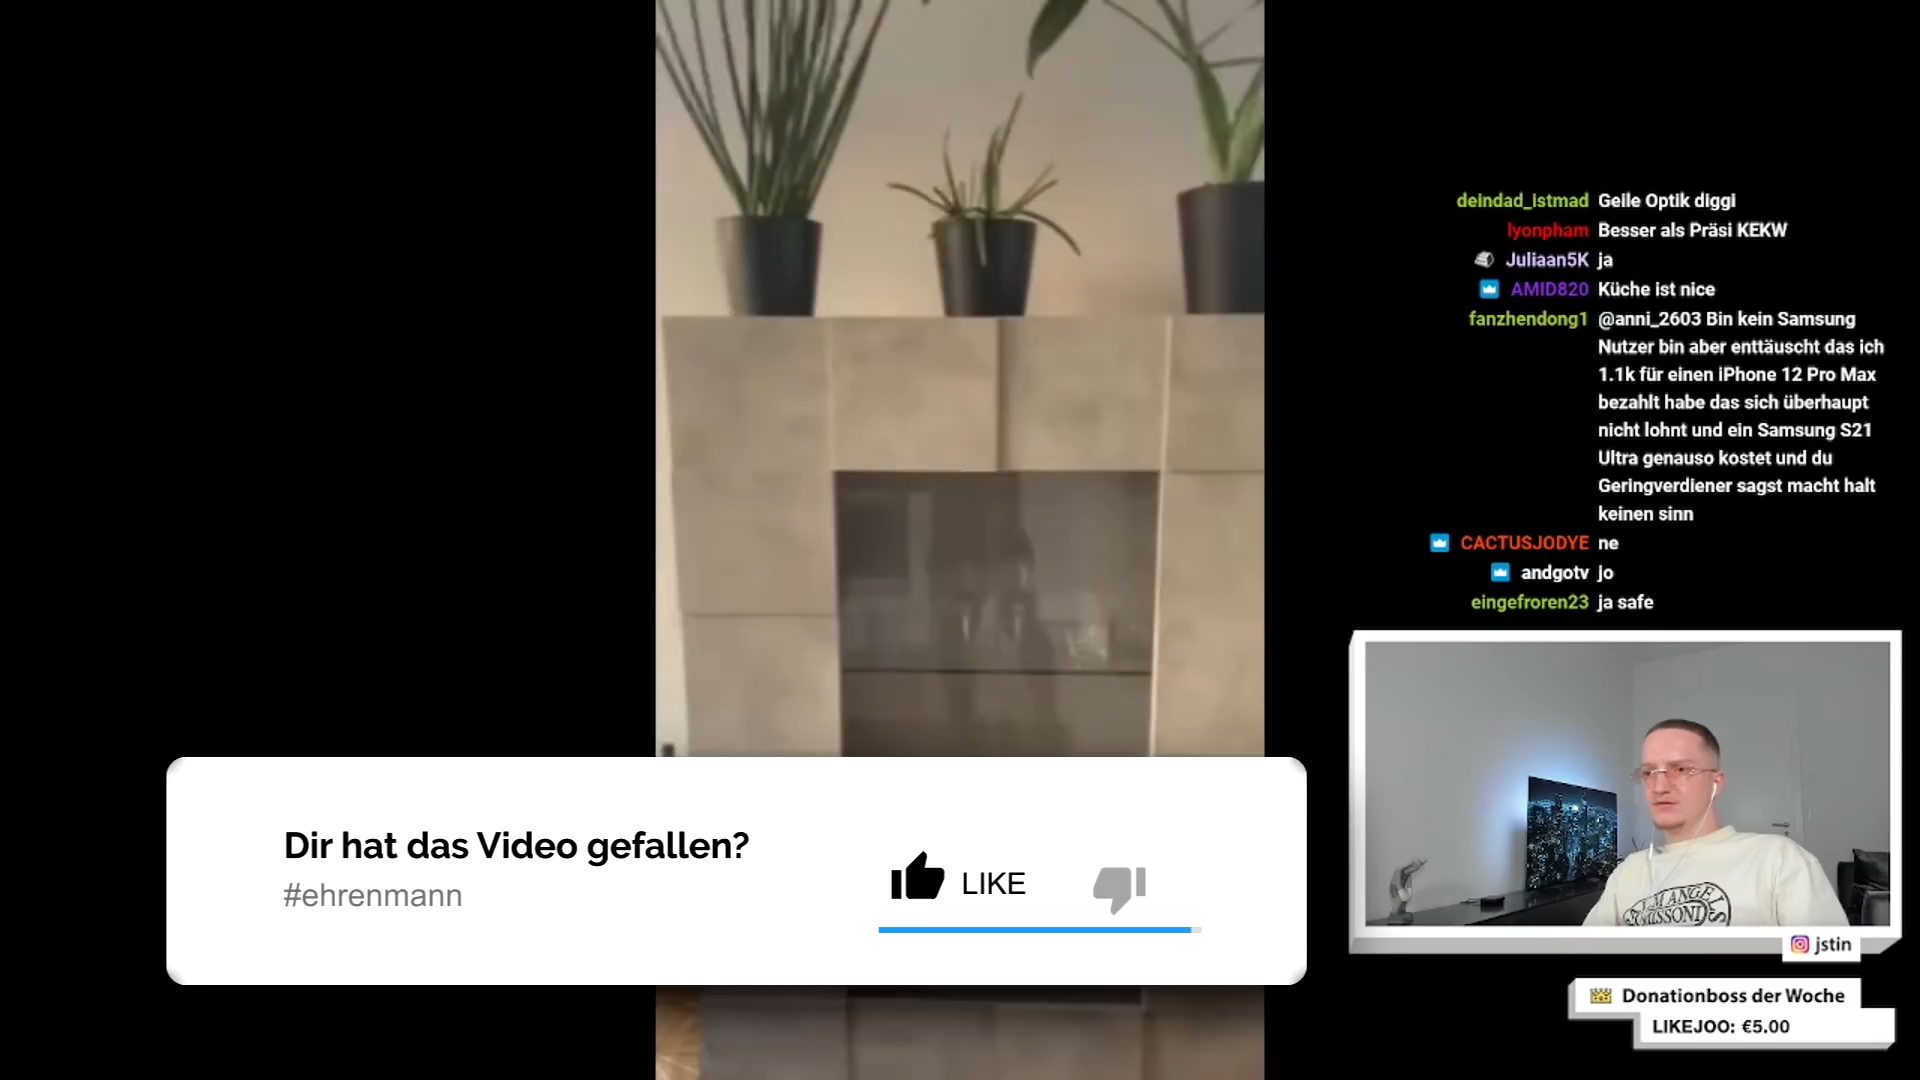 deindad_istmad Geile Optik diggi
lyonpham Besser als Präsi KEKW
Juliaan5K ja
AMID820 Küche ist nice
fanzhendong1 @anni_2603 Bin kein Samsung
Nutzer bin aber enttäuscht das ich
1.1k für einen iPhone 12 Pro Max
bezahlt habe das sich überhaupt
nicht lohnt und ein Samsung S21
Ultra genauso kostet und du
Geringverdiener sagst macht halt
keinen sinn
CACTUSJODYE ne
andgotv jo
eingefroren23 ja safe
Dir hat das Video gefallen?
#ehrenmann
LIKE
jstin
Donationboss der Woche
LIKEJOO: €5.00